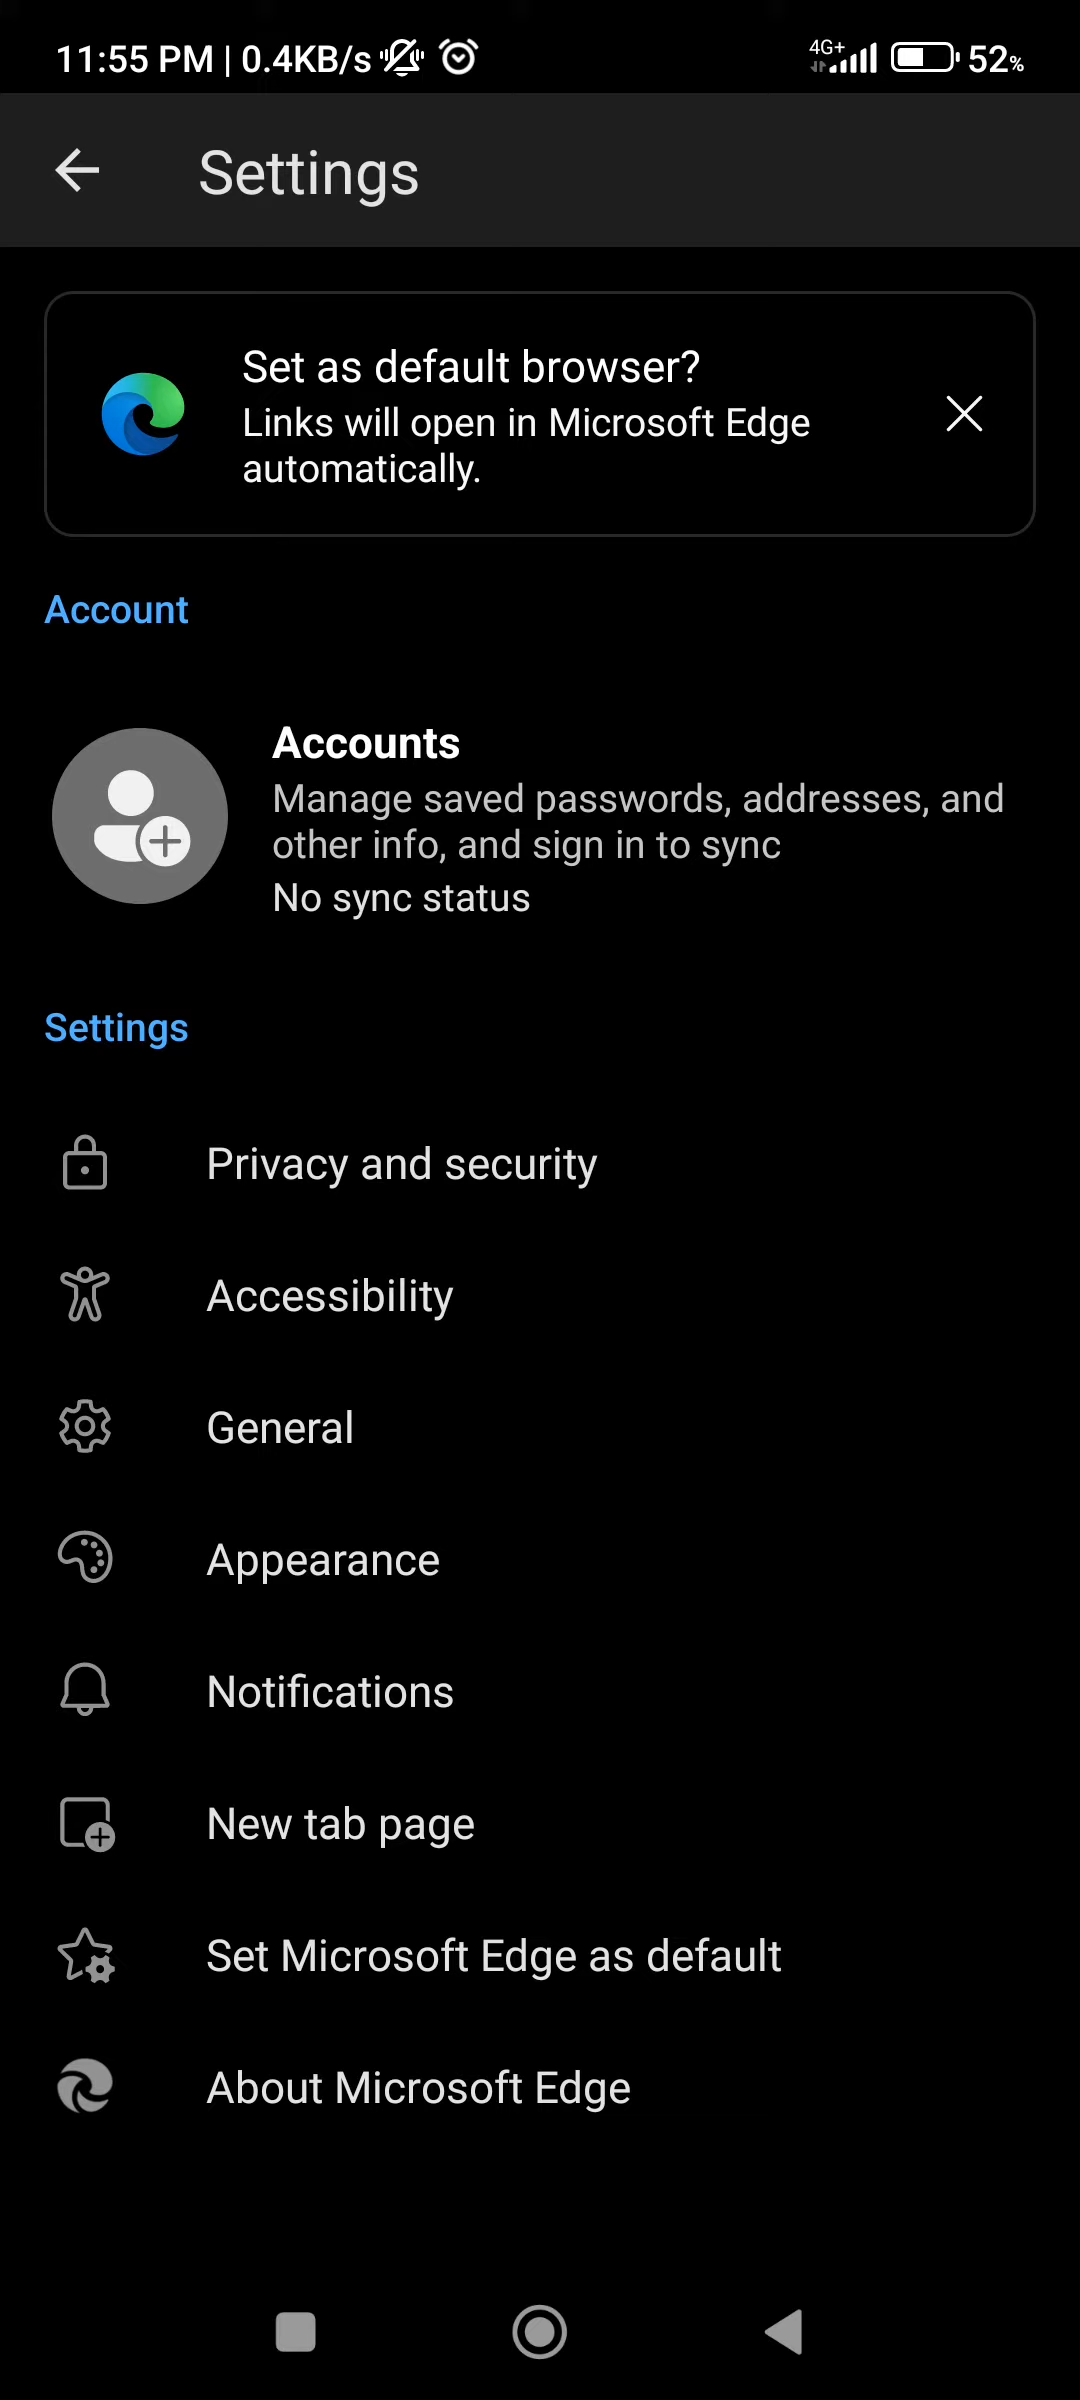 11:55 PM | 0.4KB/s
4G+
52%
Settings
Set as default browser?
Links will open in Microsoft Edge
automatically.
Account
Accounts
Manage saved passwords, addresses, and
other info, and sign in to sync
No sync status
Settings
Privacy and security
Accessibility
General
Appearance
Notifications
New tab page
Set Microsoft Edge as default
About Microsoft Edge